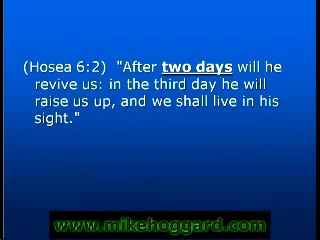 (Hosea 6:2)  "After two days will he
revive us: in the third day he will
raise us up, and we shall live in his
sight."
www.mikehoggard.com